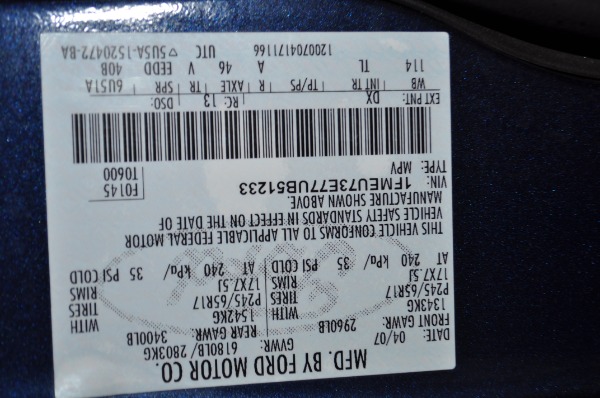 MFD. BY FORD MOTOR CO.
DATE: 04/07 GVWR: 6180LB/ 2803KG
FRONT GAWR: 2960LB REAR GAWR: 3400LB
1343KG WITH 1542KG WITH
P245/65R17 TIRES P245/65R17 TIRES
17X7.5J RIMS 17X7.5J RIMS
AT 240 kPa/ 35 PSI COLD AT 240 kPa/ 35 PSI COLD
THIS VEHICLE CONFORMS TO ALL APPLICABLE FEDERAL MOTOR
VEHICLE SAFETY STANDARDS IN EFFECT ON THE DATE OF
MANUFACTURE SHOWN ABOVE.
VIN: 1FMEU73E77UB51233 F0145
TYPE: MPV T0600
EXT PNT: DX RC: 13 DSO:
WB INT TR TP/PS R AXLE TR SPR 6U51A
114 TL A 46 V EEDD 40B
1200704171166 UTC ▽5U5A-1520472-BA